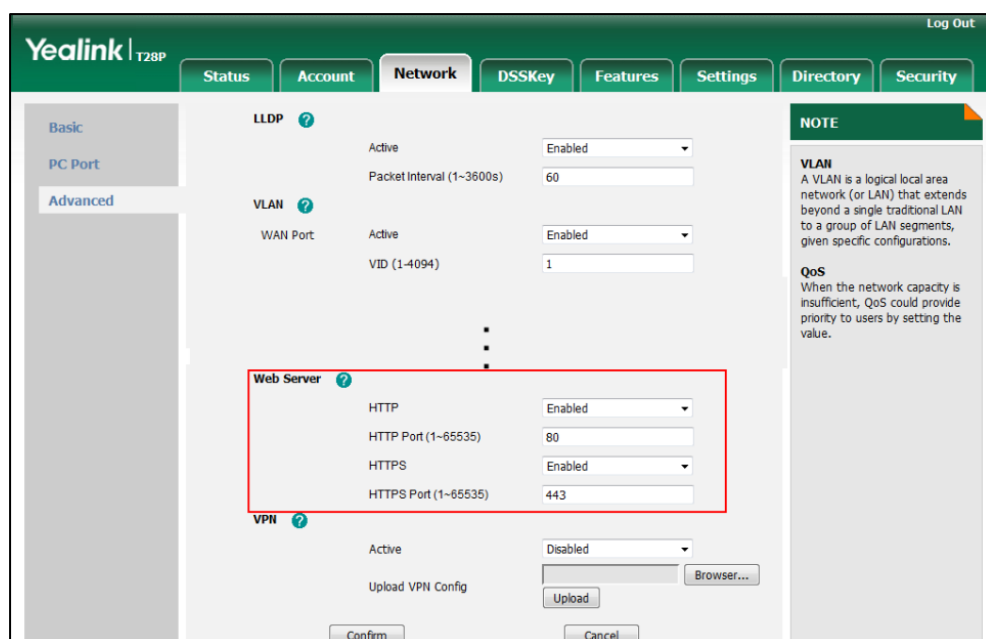 Log Out
Yealink T28P
Status Account Network DSSKey Features Settings Directory Security
Basic
PC Port
Advanced
LLDP ?
Active Enabled
Packet Interval (1~3600s) 60
VLAN ?
WAN Port Active Enabled
VID (1-4094) 1
Web Server ?
HTTP Enabled
HTTP Port (1~65535) 80
HTTPS Enabled
HTTPS Port (1~65535) 443
VPN ?
Active Disabled
Upload VPN Config Browser...
Upload
Confirm Cancel
NOTE
VLAN
A VLAN is a logical local area
network (or LAN) that extends
beyond a single traditional LAN
to a group of LAN segments,
given specific configurations.
QoS
When the network capacity is
insufficient, QoS could provide
priority to users by setting the
value.